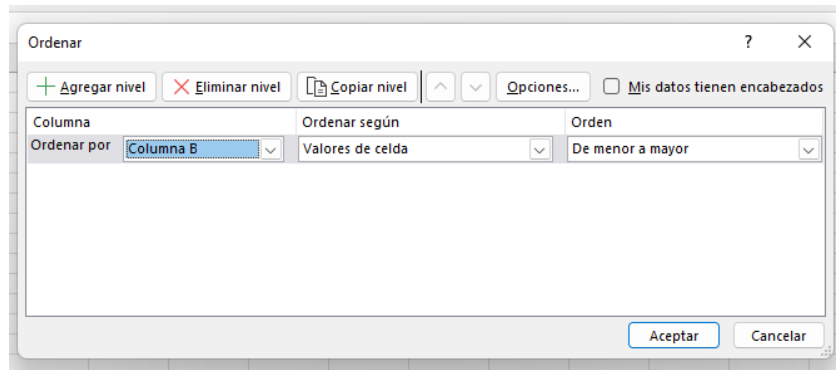 Ordenar ?
Agregar nivel Eliminar nivel Copiar nivel Opciones... Mis datos tienen encabezados
Columna Ordenar según Orden
Ordenar por Columna B Valores de celda De menor a mayor
Aceptar Cancelar